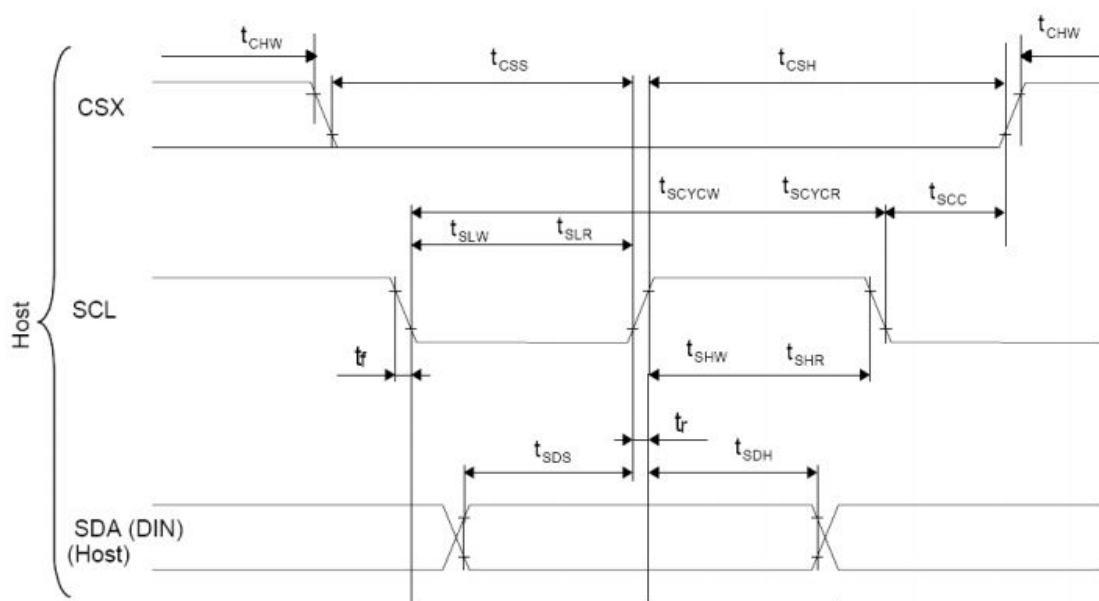 tCHW
tCHW
tCSS
tCSH
CSX
tSCYCW
tSCYCR
tSCC
tSLW
tSLR
SCL
Host
tf
tSHW
tSHR
tr
tSDS
tSDH
SDA (DIN)
(Host)